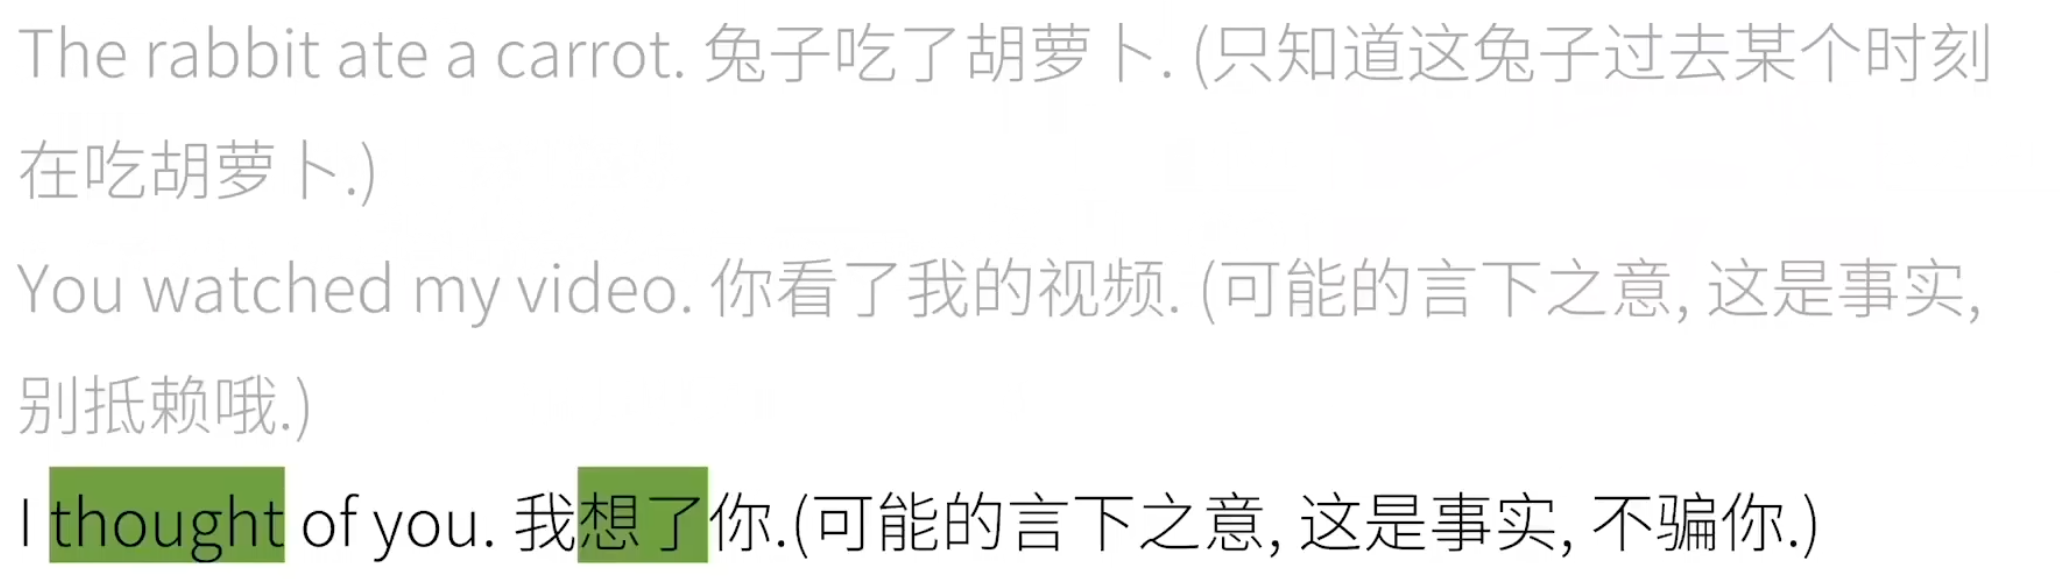 The rabbit ate a carrot. 兔子吃了胡萝卜. (只知道这兔子过去某个时刻
在吃胡萝卜.)
You watched my video. 你看了我的视频. (可能的言下之意, 这是事实,
别抵赖哦.)
I thought of you. 我想了你.(可能的言下之意, 这是事实, 不骗你.)